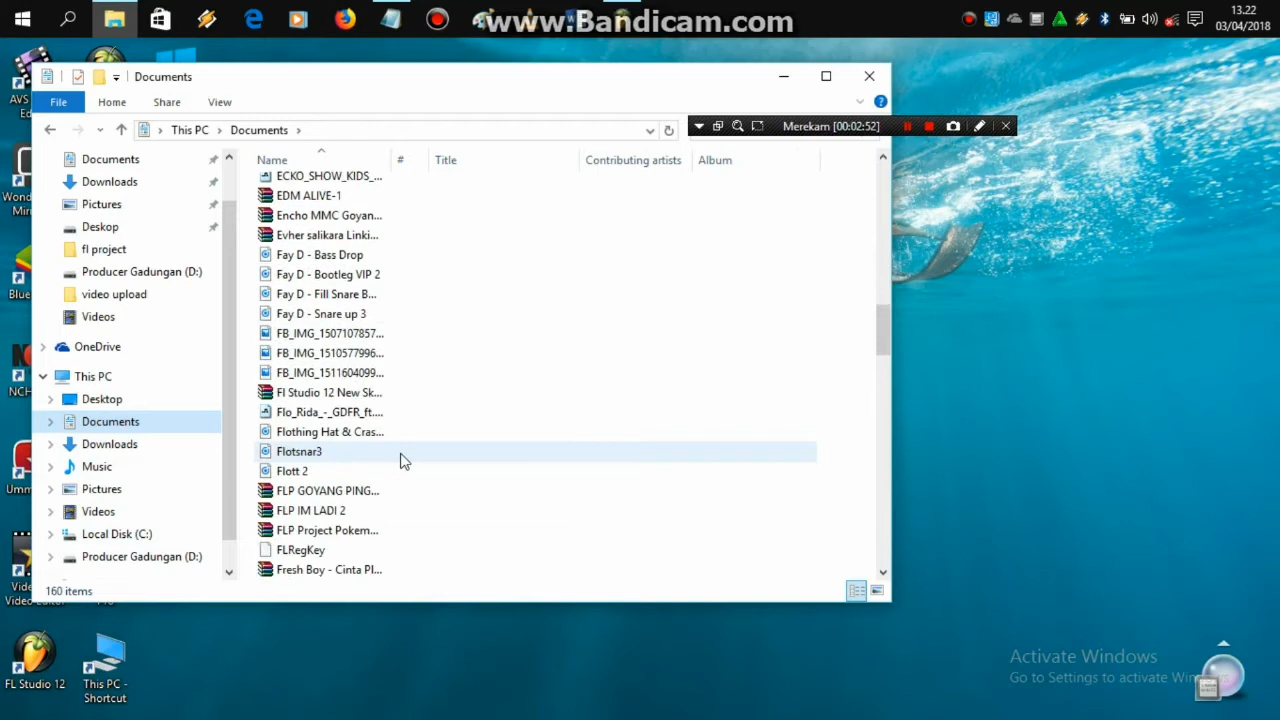 www.Bandicam.com
13.22
03/04/2018
AVS
Documents
File
Home
Share
View
This PC
Documents
Merekam [00:02:52]
Documents
Downloads
Pictures
Deskop
fl project
Producer Gadungan (D:)
video upload
Videos
OneDrive
This PC
Desktop
Documents
Downloads
Music
Pictures
Videos
Local Disk (C:)
Producer Gadungan (D:)
Name
#
Title
Contributing artists
Album
ECKO_SHOW_KIDS_...
EDM ALIVE-1
Encho MMC Goyan...
Evher salikara Linki...
Fay D - Bass Drop
Fay D - Bootleg VIP 2
Fay D - Fill Snare B...
Fay D - Snare up 3
FB_IMG_1507107857...
FB_IMG_1510577996...
FB_IMG_1511604099...
Fl Studio 12 New Sk...
Flo_Rida_-_GDFR_ft....
Flothing Hat & Cras...
Flotsnar3
Flott 2
FLP GOYANG PING...
FLP IM LADI 2
FLP Project Pokem...
FLRegKey
Fresh Boy - Cinta Pl...
160 items
FL Studio 12
This PC -
Shortcut
Activate Windows
Go to Settings to activate